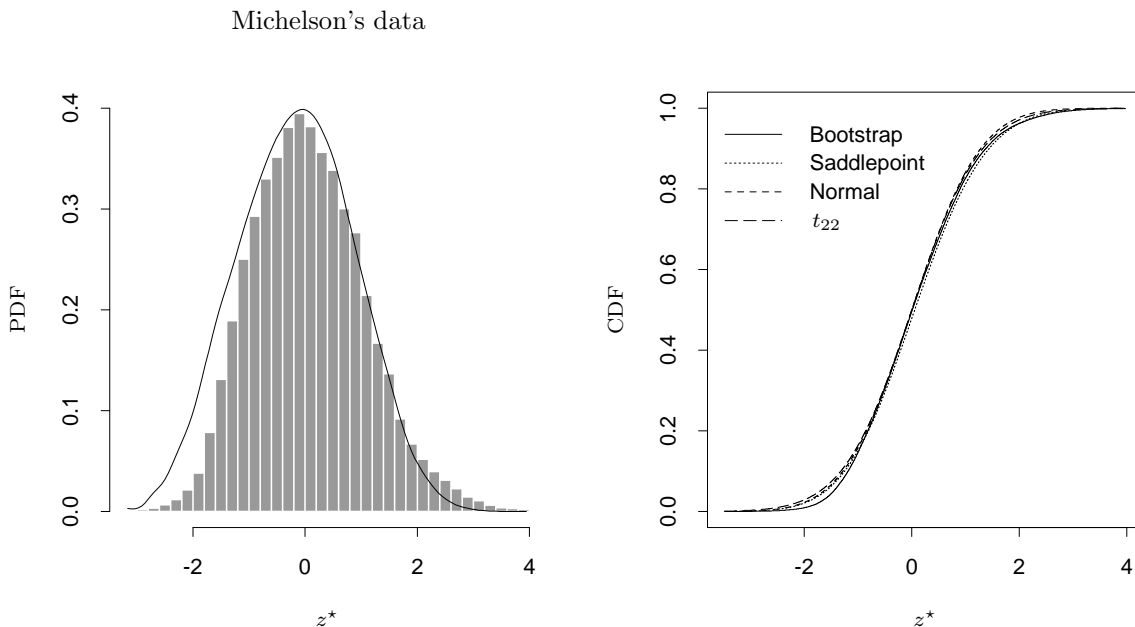 Michelson's data
PDF
0.4
0.3
0.2
0.1
0.0
-2 0 2 4
z⋆
CDF
1.0
0.8
0.6
0.4
0.2
0.0
Bootstrap
Saddlepoint
Normal
t₂₂
-2 0 2 4
z⋆